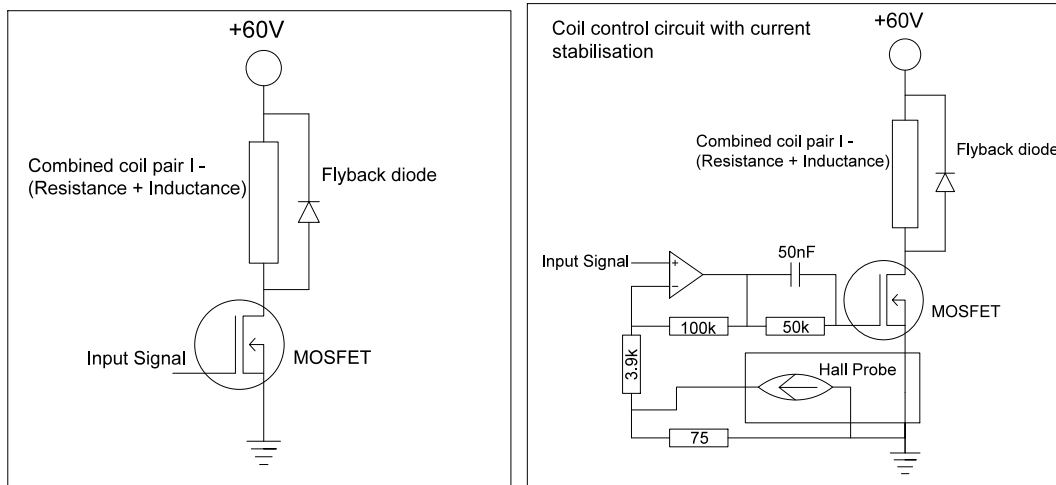 +60V
Combined coil pair I -
(Resistance + Inductance)
Flyback diode
Input Signal
MOSFET
Coil control circuit with current
stabilisation
+60V
Combined coil pair I -
(Resistance + Inductance)
Flyback diode
50nF
Input Signal
+
−
MOSFET
100k
50k
3.9k
Hall Probe
75